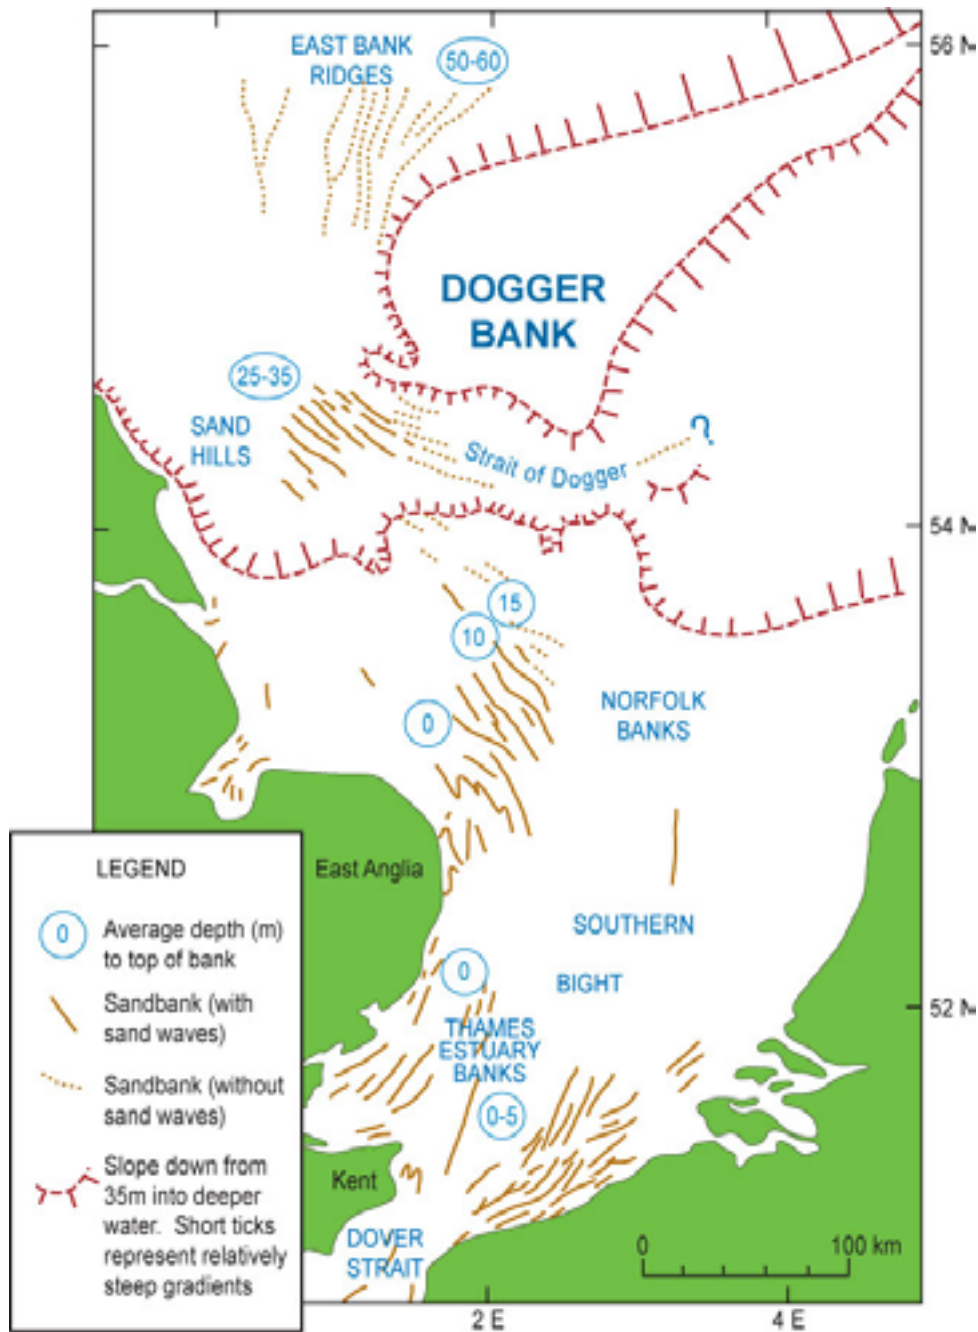 EAST BANK
RIDGES
50-60
56 N
DOGGER
BANK
25-35
SAND
HILLS
Strait of Dogger
?
54 N
15
10
0
NORFOLK
BANKS
East Anglia
SOUTHERN
BIGHT
0
52 N
THAMES
ESTUARY
BANKS
0-5
Kent
DOVER
STRAIT
0
100 km
2 E
4 E
LEGEND
0
Average depth (m)
to top of bank
Sandbank (with
sand waves)
Sandbank (without
sand waves)
Slope down from
35m into deeper
water. Short ticks
represent relatively
steep gradients